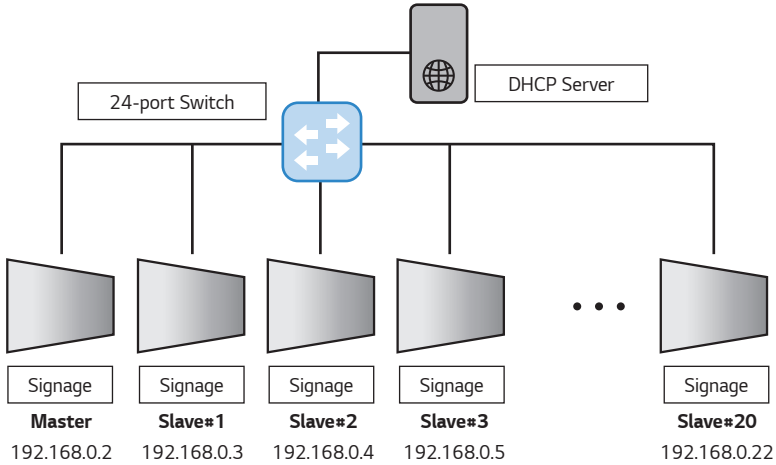 DHCP Server
24-port Switch
Signage Signage Signage Signage Signage
Master Slave#1 Slave#2 Slave#3 Slave#20
192.168.0.2 192.168.0.3 192.168.0.4 192.168.0.5 192.168.0.22